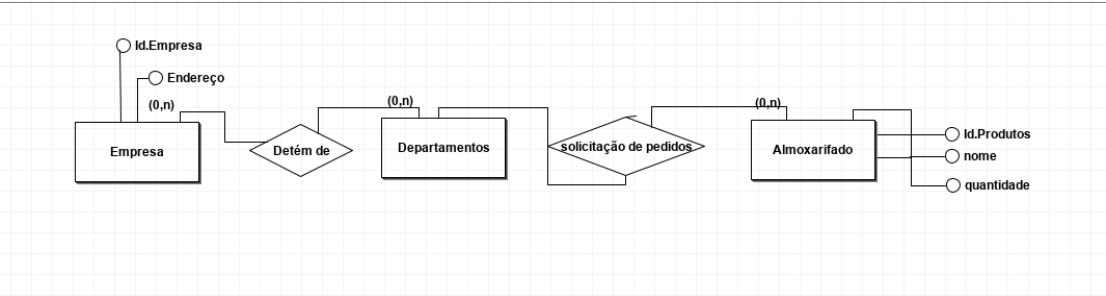 Id.Empresa
Endereço
(0,n)
Empresa
Detém de
(0,n)
Departamentos
solicitação de pedidos
(0,n)
Almoxarifado
Id.Produtos
nome
quantidade